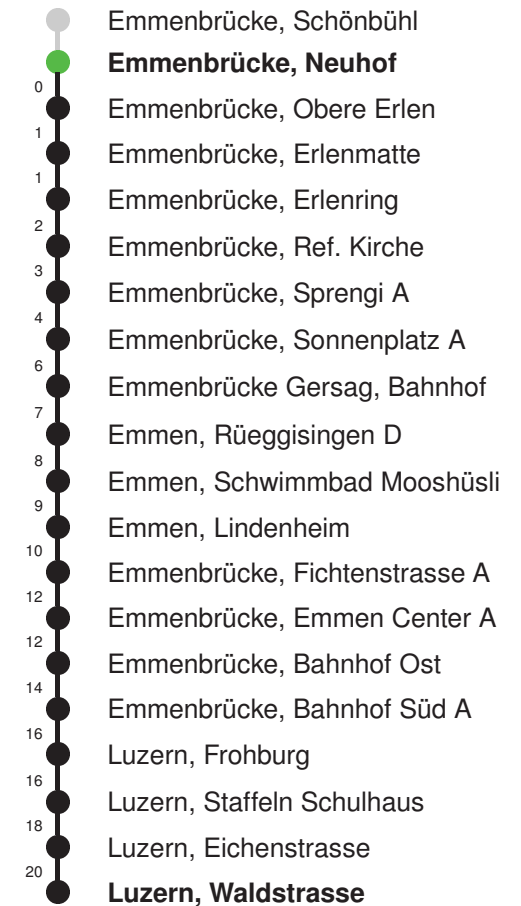 Emmenbrücke, Schönbühl
Emmenbrücke, Neuhof
0
Emmenbrücke, Obere Erlen
1
Emmenbrücke, Erlenmatte
1
Emmenbrücke, Erlenring
2
Emmenbrücke, Ref. Kirche
3
Emmenbrücke, Sprengi A
4
Emmenbrücke, Sonnenplatz A
6
Emmenbrücke Gersag, Bahnhof
7
Emmen, Rüeggisingen D
8
Emmen, Schwimmbad Mooshüsli
9
Emmen, Lindenheim
10
Emmenbrücke, Fichtenstrasse A
12
Emmenbrücke, Emmen Center A
12
Emmenbrücke, Bahnhof Ost
14
Emmenbrücke, Bahnhof Süd A
16
Luzern, Frohburg
16
Luzern, Staffeln Schulhaus
18
Luzern, Eichenstrasse
20
Luzern, Waldstrasse